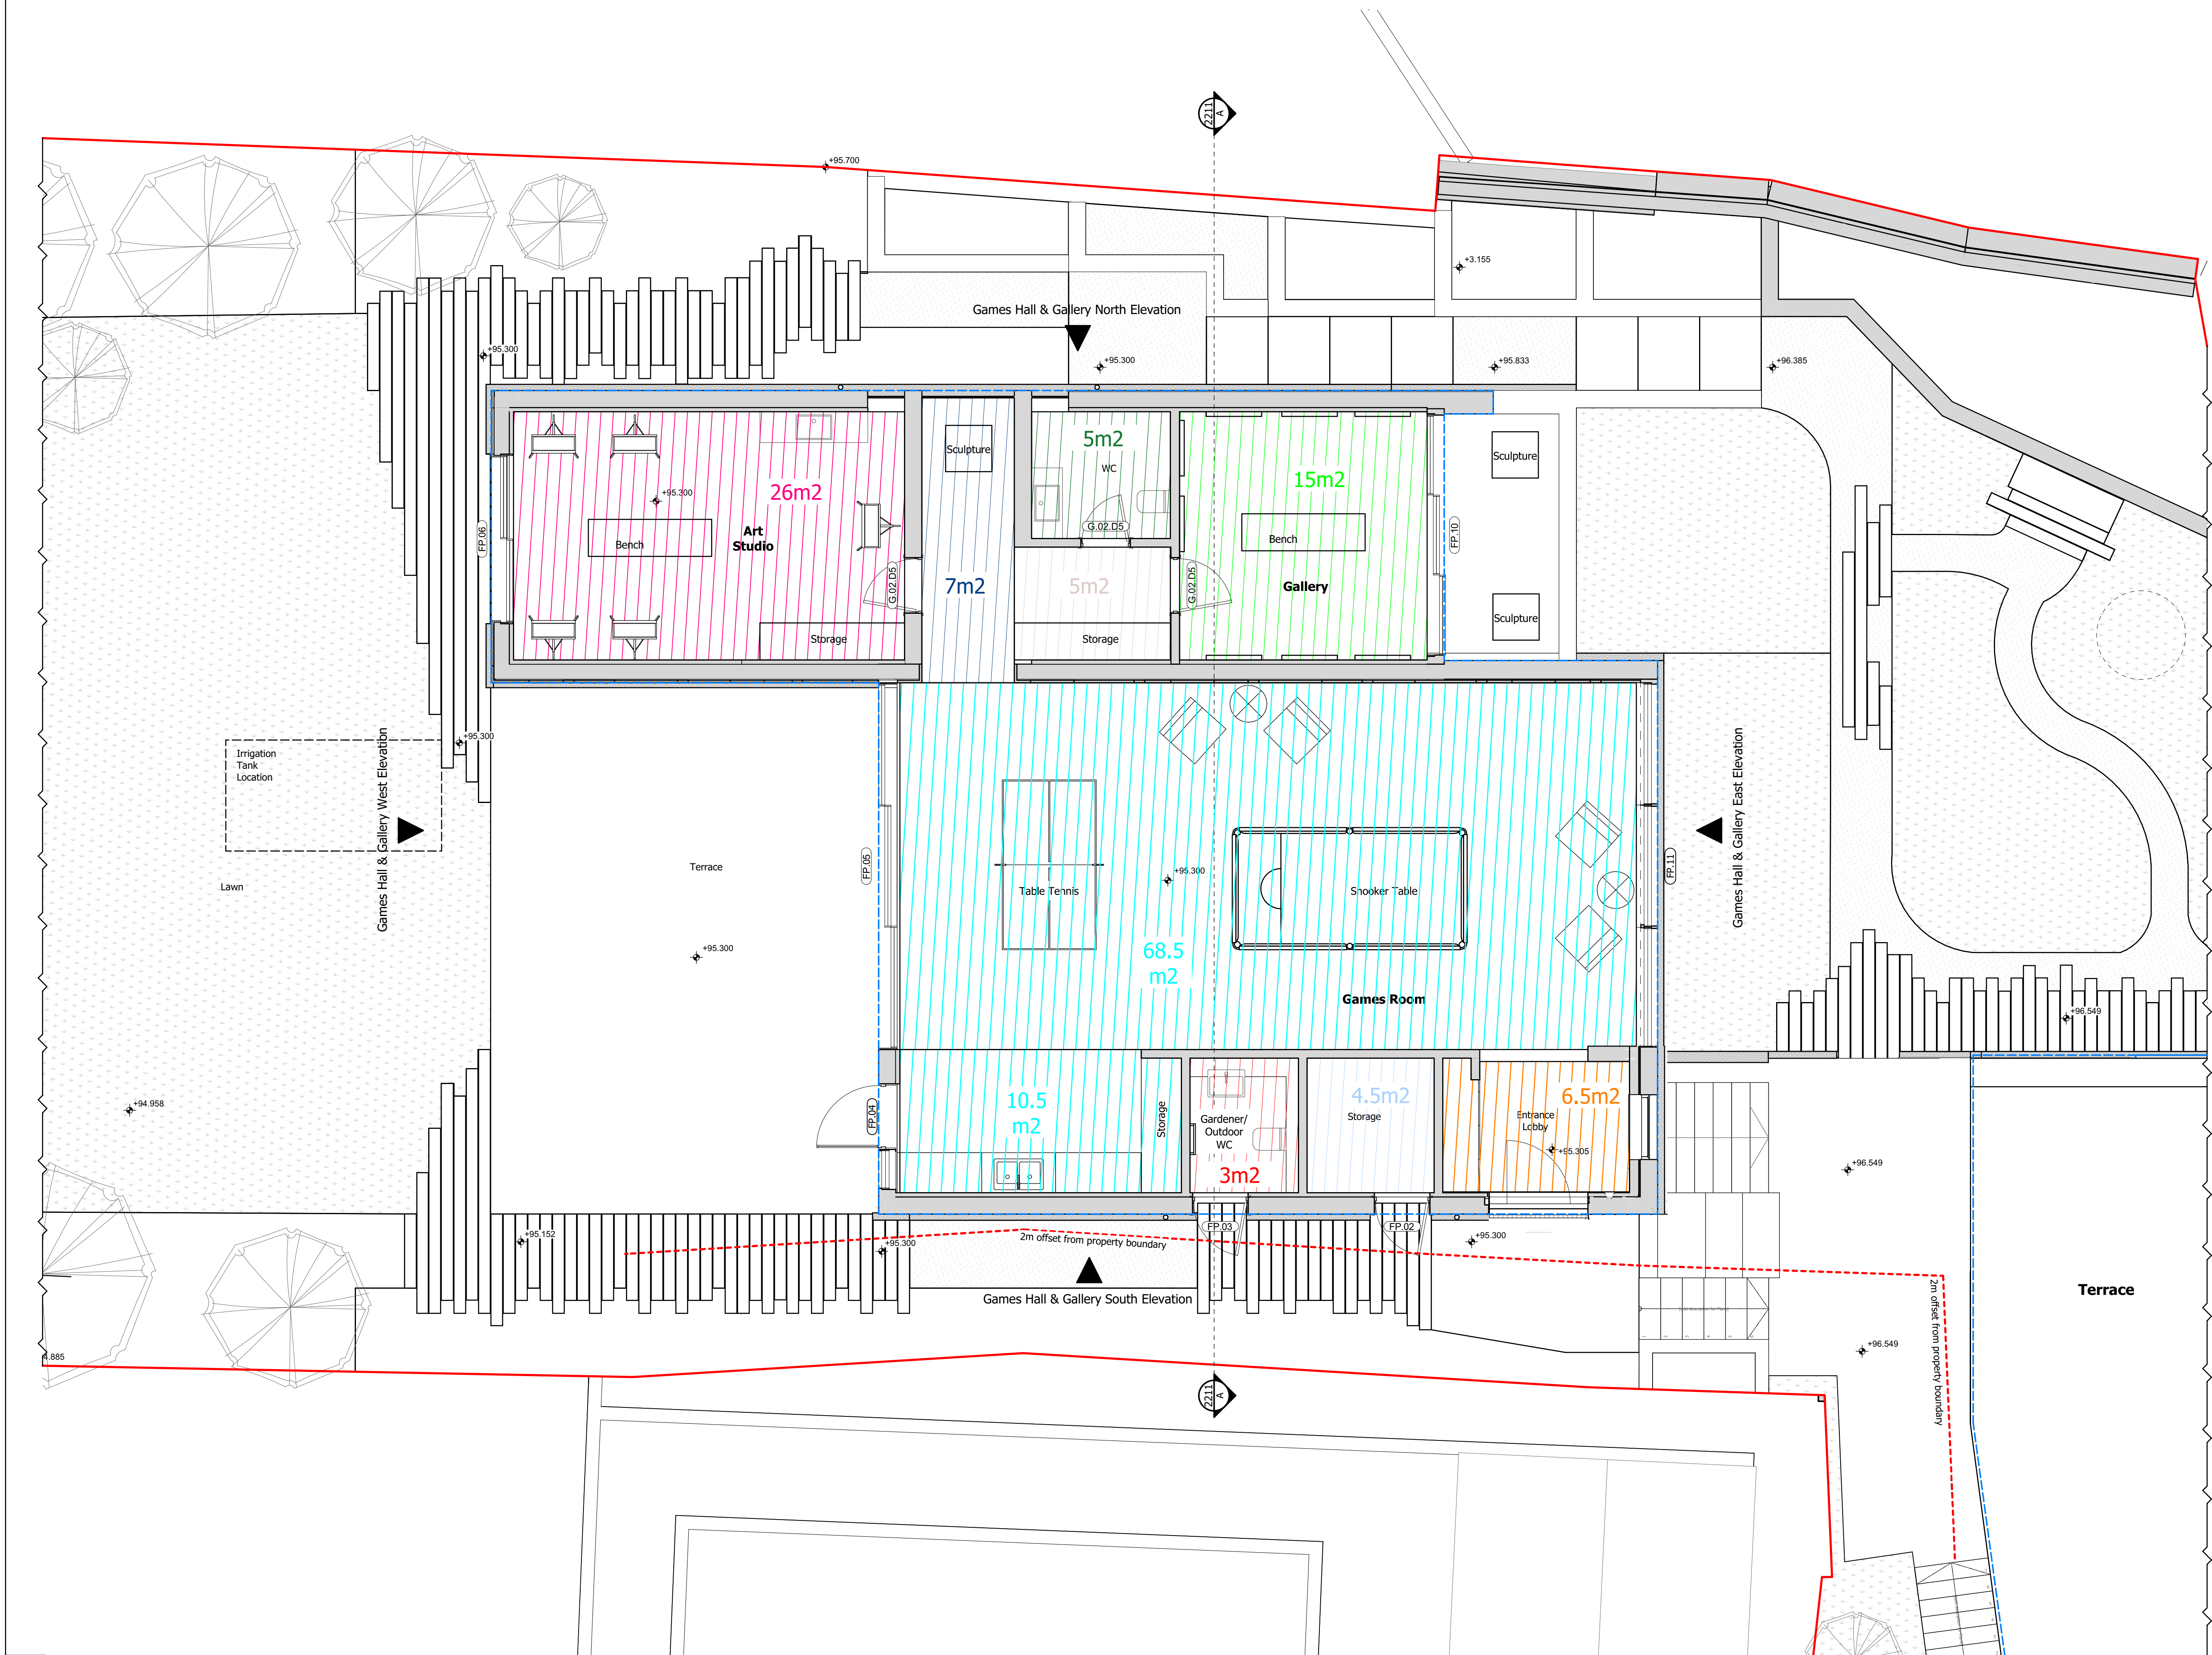 2211
A
+95.700
+3.155
Games Hall & Gallery North Elevation
+95.300
+95.300
+95.833
+96.385
Sculpture
5m2
WC
15m2
Sculpture
26m2
+95.300
Art
Studio
Bench
FP.06
G.02.D5
Bench
FP.10
G.02.D5
7m2
5m2
G.02.D5
Gallery
Storage
Storage
Sculpture
+95.300
Irrigation
Tank
Location
Games Hall & Gallery West Elevation
Games Hall & Gallery East Elevation
Terrace
FP.05
FP.11
+95.300
Lawn
Table Tennis
Snooker Table
+95.300
68.5
m2
Games Room
+96.549
+94.958
FP.04
10.5
m2
Storage
Gardener/
Outdoor
WC
3m2
4.5m2
Storage
6.5m2
Entrance
Lobby
+95.305
+96.549
+95.152
+95.300
2m offset from property boundary
FP.03
FP.02
+95.300
Games Hall & Gallery South Elevation
Terrace
2m offset from property boundary
+96.549
4.885
2211
A